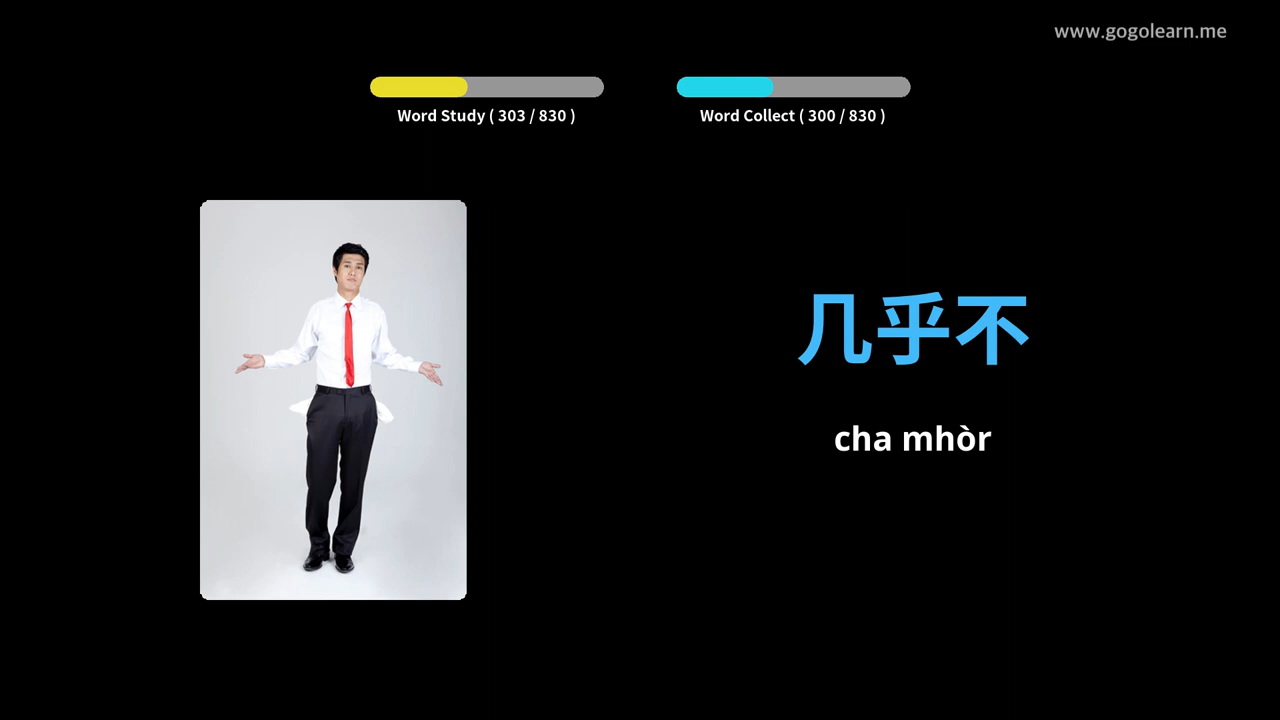 www.gogolearn.me
Word Study ( 303 / 830 )
Word Collect ( 300 / 830 )
几乎不
cha mhòr